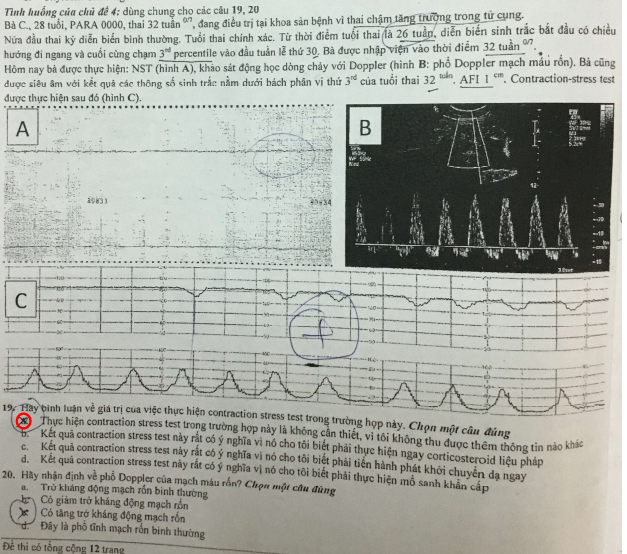 Tình huống của chủ đề 4: dùng chung cho các câu 19, 20
Bà C., 28 tuổi, PARA 0000, thai 32 tuần 0/7, đang điều trị tại khoa sản bệnh vì thai chậm tăng trưởng trong tử cung.
Nửa đầu thai kỳ diễn biến bình thường. Tuổi thai chính xác. Từ thời điểm tuổi thai là 26 tuần, diễn biến sinh trắc bắt đầu có chiều
hướng đi ngang và cuối cùng chạm 3rd percentile vào đầu tuần lễ thứ 30. Bà được nhập viện vào thời điểm 32 tuần 0/7.
Hôm nay bà được thực hiện: NST (hình A), khảo sát động học dòng chảy với Doppler (hình B: phổ Doppler mạch máu rốn). Bà cũng
được siêu âm với kết quả các thông số sinh trắc nằm dưới bách phân vị thứ 3rd của tuổi thai 32 tuần. AFI 1 cm. Contraction-stress test
được thực hiện sau đó (hình C).
A
B
89833
89834
12-
C
19. Hãy bình luận về giá trị của việc thực hiện contraction stress test trong trường hợp này. Chọn một câu đúng
Thực hiện contraction stress test trong trường hợp này là không cần thiết, vì tôi không thu được thêm thông tin nào khác
b. Kết quả contraction stress test này rất có ý nghĩa vì nó cho tôi biết phải thực hiện ngay corticosteroid liệu pháp
c. Kết quả contraction stress test này rất có ý nghĩa vì nó cho tôi biết phải tiến hành phát khởi chuyển dạ ngay
d. Kết quả contraction stress test này rất có ý nghĩa vị nó cho tôi biết phải thực hiện mổ sanh khẩn cấp
20. Hãy nhận định về phổ Doppler của mạch máu rốn? Chọn một câu đúng
a. Trở kháng động mạch rốn bình thường
b. Có giảm trở kháng động mạch rốn
Có tăng trở kháng động mạch rốn
d. Đây là phổ tĩnh mạch rốn bình thường
Đề thi có tổng cộng 12 trang